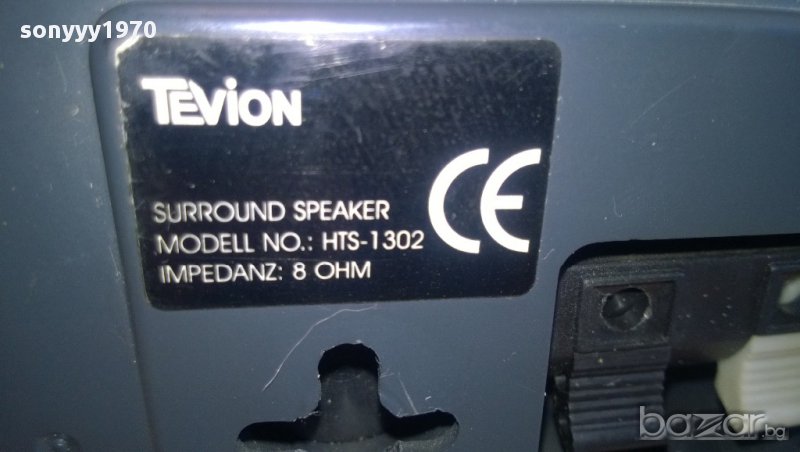 sonyyy1970
TEVION
SURROUND SPEAKER
MODELL NO.: HTS-1302
IMPEDANZ: 8 OHM
CE
bazar.bg